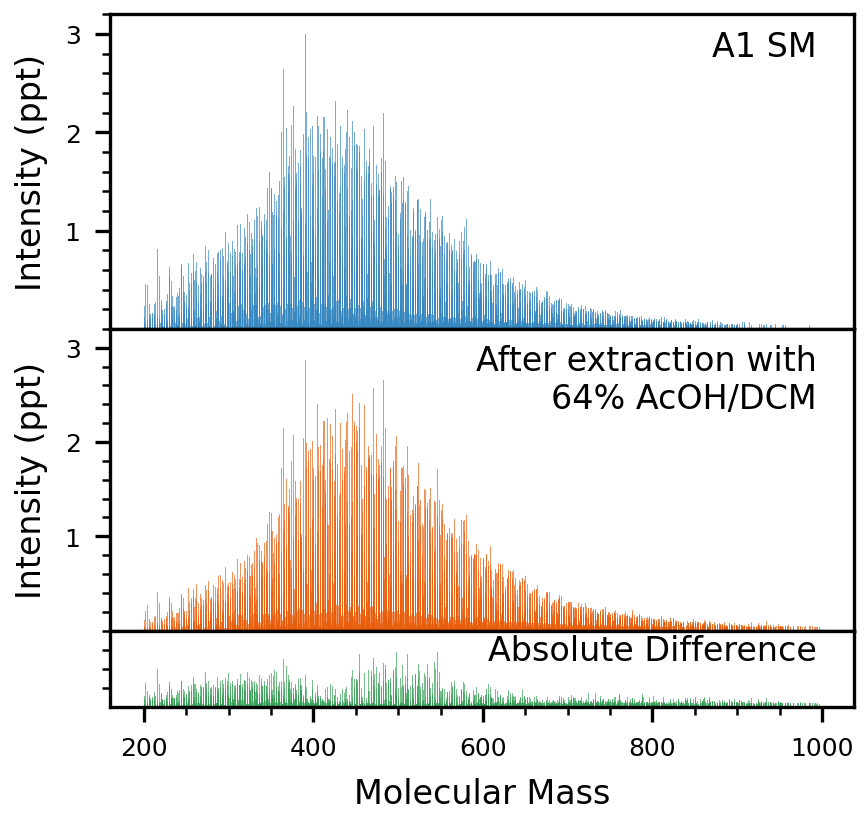 A1 SM
Intensity (ppt)
3
2
1
After extraction with
64% AcOH/DCM
Intensity (ppt)
3
2
1
Absolute Difference
200 400 600 800 1000
Molecular Mass